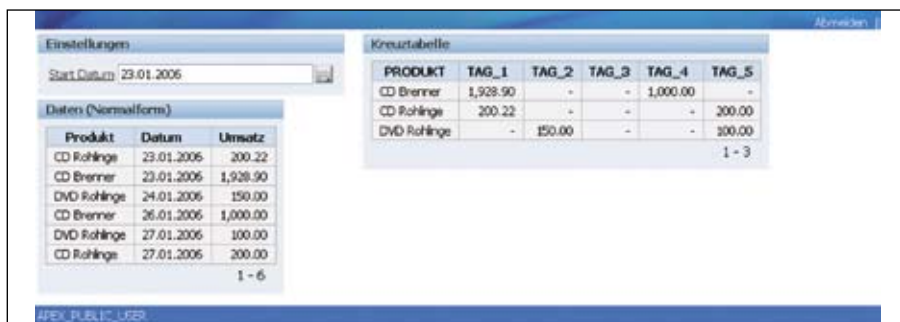 Abmelden
Einstellungen
Start Datum 23.01.2006
Daten (Normalform)
Produkt Datum Umsatz
CD Rohlinge 23.01.2006 200.22
CD Brenner 23.01.2006 1,928.90
DVD Rohlinge 24.01.2006 150.00
CD Brenner 26.01.2006 1,000.00
DVD Rohlinge 27.01.2006 100.00
CD Rohlinge 27.01.2006 200.00
1 - 6
Kreuztabelle
PRODUKT TAG_1 TAG_2 TAG_3 TAG_4 TAG_5
CD Brenner 1,928.90 - - 1,000.00 -
CD Rohlinge 200.22 - - - 200.00
DVD Rohlinge - 150.00 - - 100.00
1 - 3
APEX_PUBLIC_USER